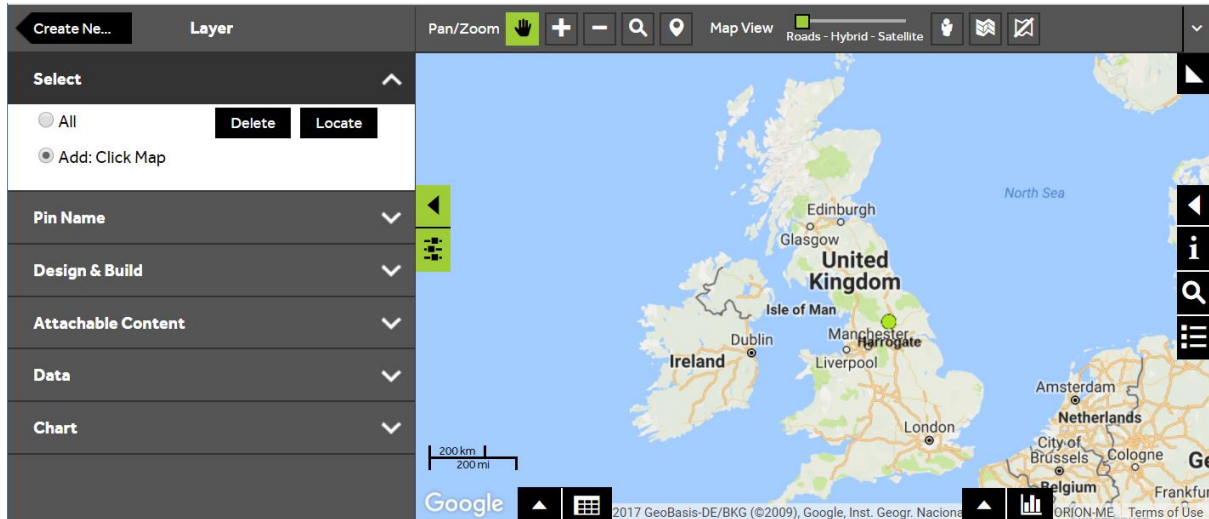 Create Ne...
Layer
Pan/Zoom
Map View
Roads - Hybrid - Satellite
Select
All
Delete
Locate
Add: Click Map
Pin Name
Design & Build
Attachable Content
Data
Chart
North Sea
Edinburgh
Glasgow
United
Kingdom
Isle of Man
Dublin
Manchester
Harrogate
Ireland
Liverpool
Amsterdam
Netherlands
London
City of
Brussels
Cologne
Ge
Belgium
Frankfur
200 km
200 mi
Google
2017 GeoBasis-DE/BKG (©2009), Google, Inst. Geogr. Naciona
ORION-ME
Terms of Use